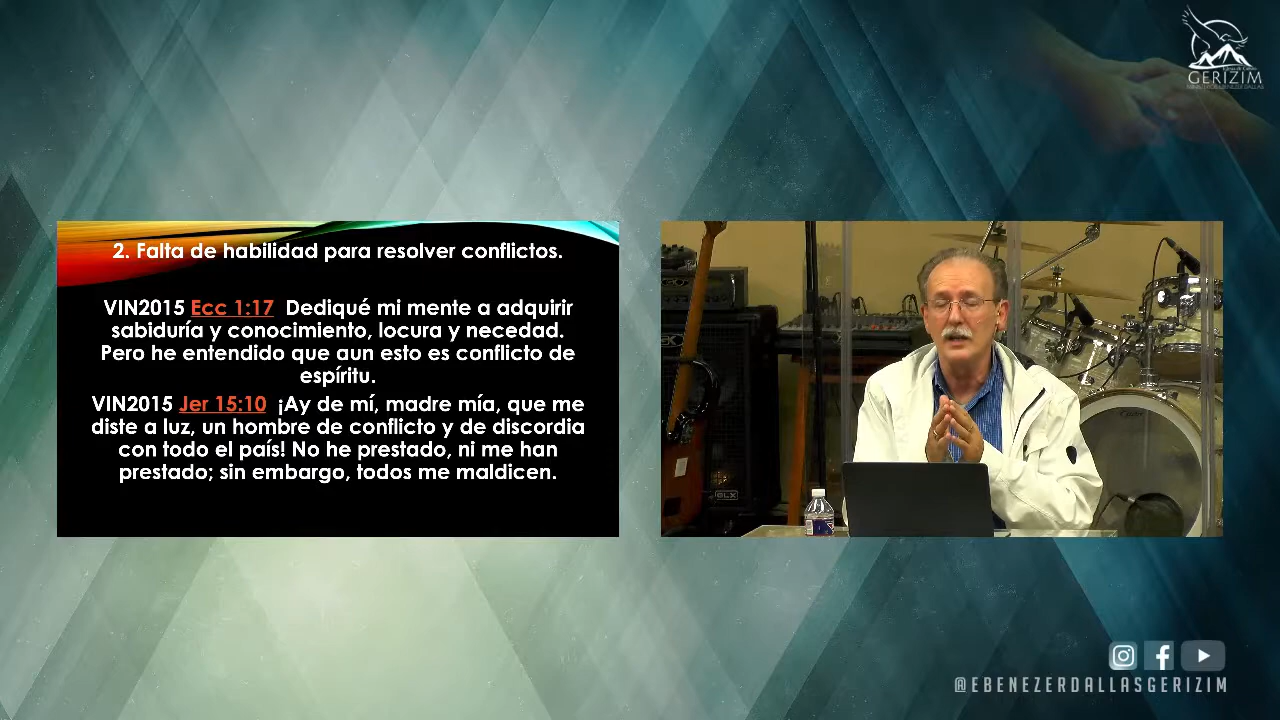 GERIZIM
MINISTERIOS EBENEZER DALLAS
2. Falta de habilidad para resolver conflictos.
VIN2015 Ecc 1:17 Dediqué mi mente a adquirir
sabiduría y conocimiento, locura y necedad.
Pero he entendido que aun esto es conflicto de
espíritu.
VIN2015 Jer 15:10 ¡Ay de mí, madre mía, que me
diste a luz, un hombre de conflicto y de discordia
con todo el país! No he prestado, ni me han
prestado; sin embargo, todos me maldicen.
@EBENEZERDALLASGERIZIM